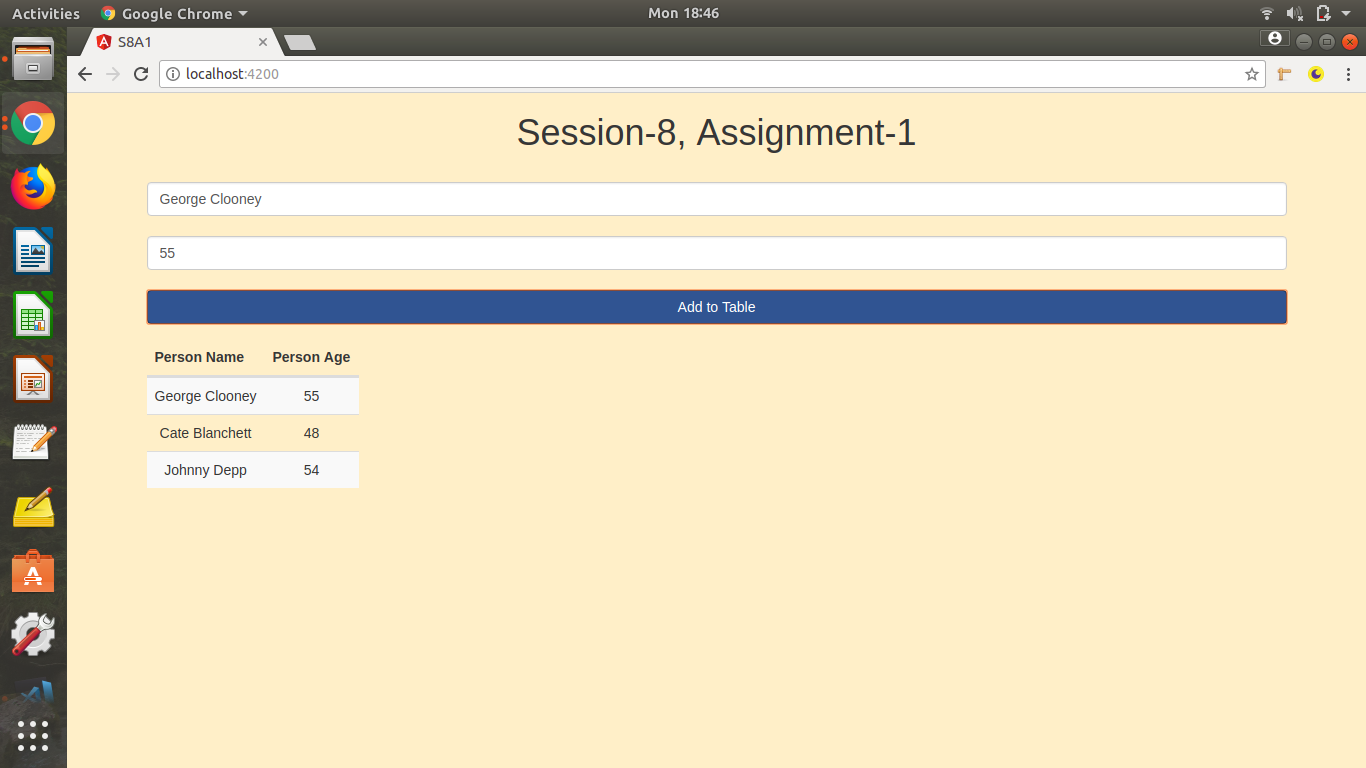 Activities Google Chrome Mon 18:46
S8A1
localhost:4200
Session-8, Assignment-1
George Clooney
55
Add to Table
Person Name Person Age
George Clooney 55
Cate Blanchett 48
Johnny Depp 54